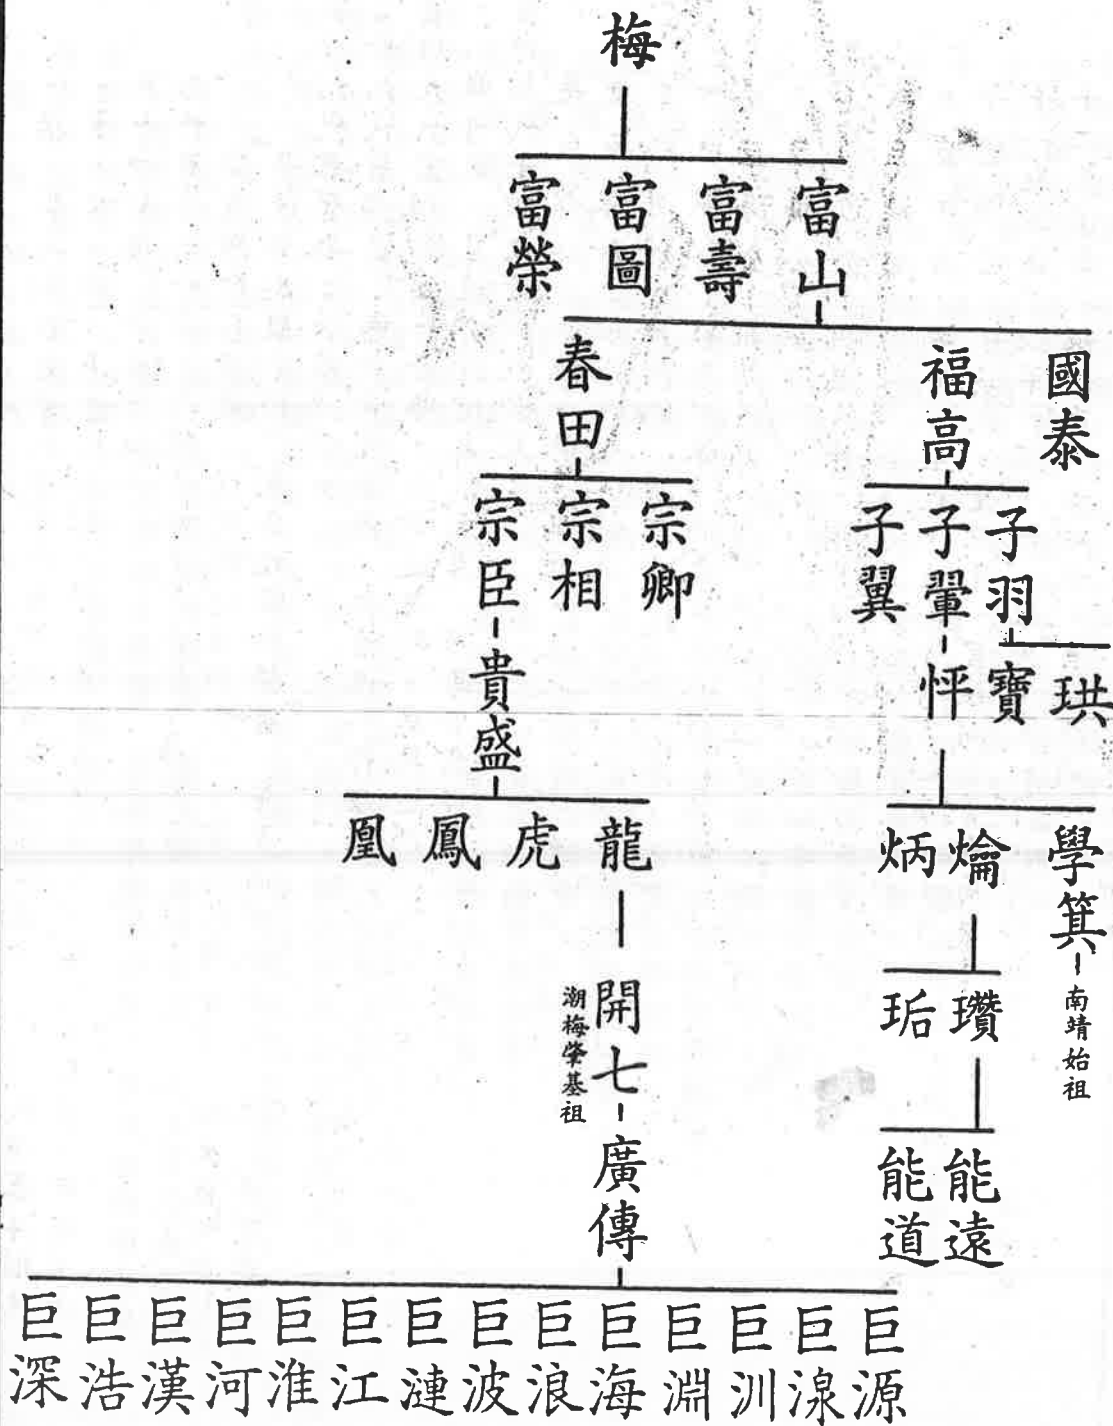 梅
富山
富壽
富圖
富榮
國泰
福高
春田
子羽
子翬
子翼
宗卿
宗相
宗臣
珙
寶
怦
貴盛
學箕
南靖始祖
爚
炳
龍
虎
鳳
凰
瓚
開七
潮梅肇基祖
能遠
能道
廣傳
巨源
巨湶
巨汌
巨淵
巨海
巨浪
巨波
巨漣
巨江
巨淮
巨河
巨漢
巨浩
巨深